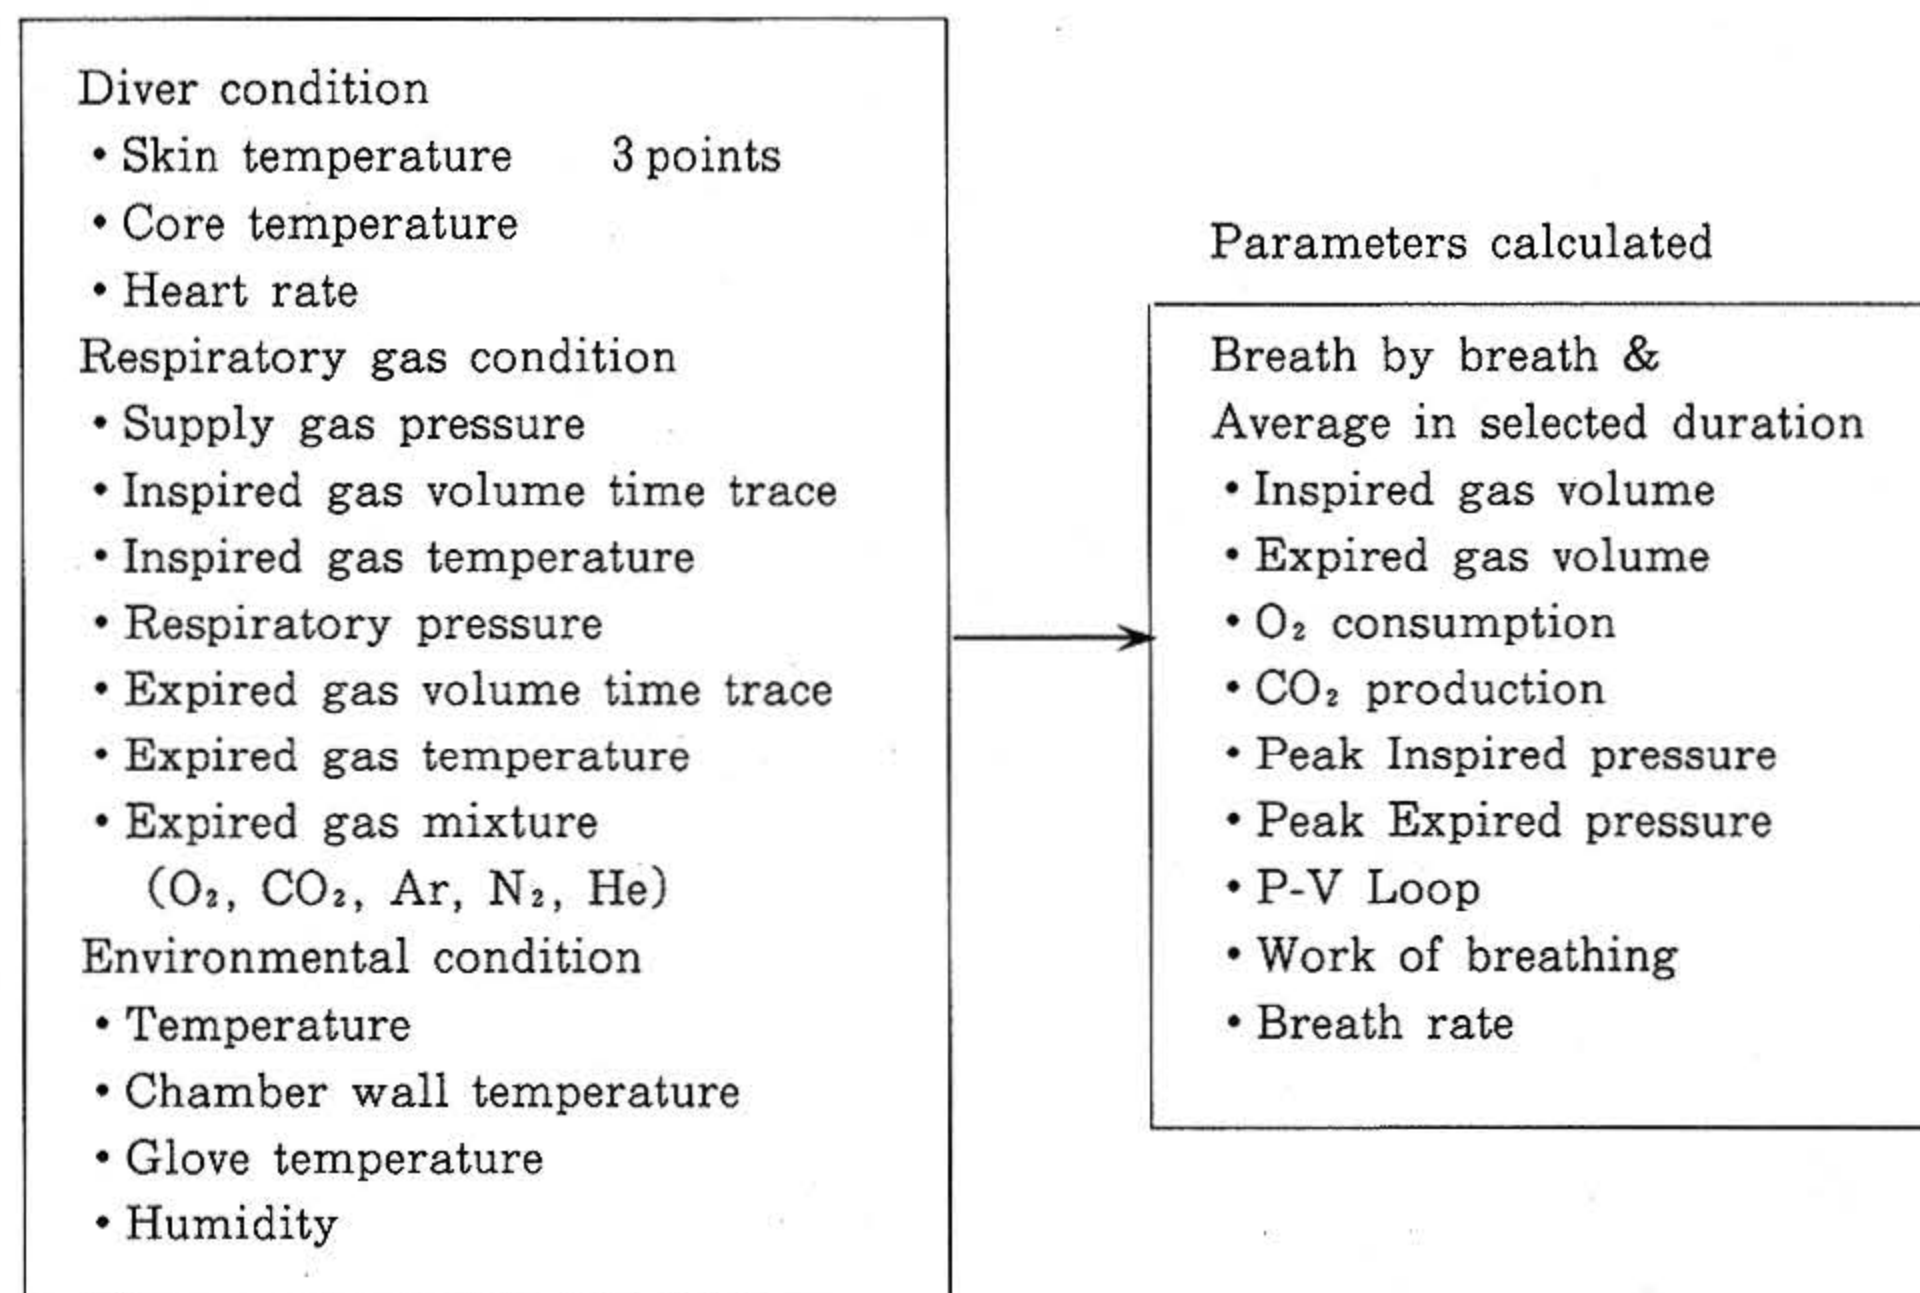 Diver condition
• Skin temperature 3 points
• Core temperature
• Heart rate
Respiratory gas condition
• Supply gas pressure
• Inspired gas volume time trace
• Inspired gas temperature
• Respiratory pressure
• Expired gas volume time trace
• Expired gas temperature
• Expired gas mixture
(O₂, CO₂, Ar, N₂, He)
Environmental condition
• Temperature
• Chamber wall temperature
• Glove temperature
• Humidity
Parameters calculated
Breath by breath &
Average in selected duration
• Inspired gas volume
• Expired gas volume
• O₂ consumption
• CO₂ production
• Peak Inspired pressure
• Peak Expired pressure
• P-V Loop
• Work of breathing
• Breath rate